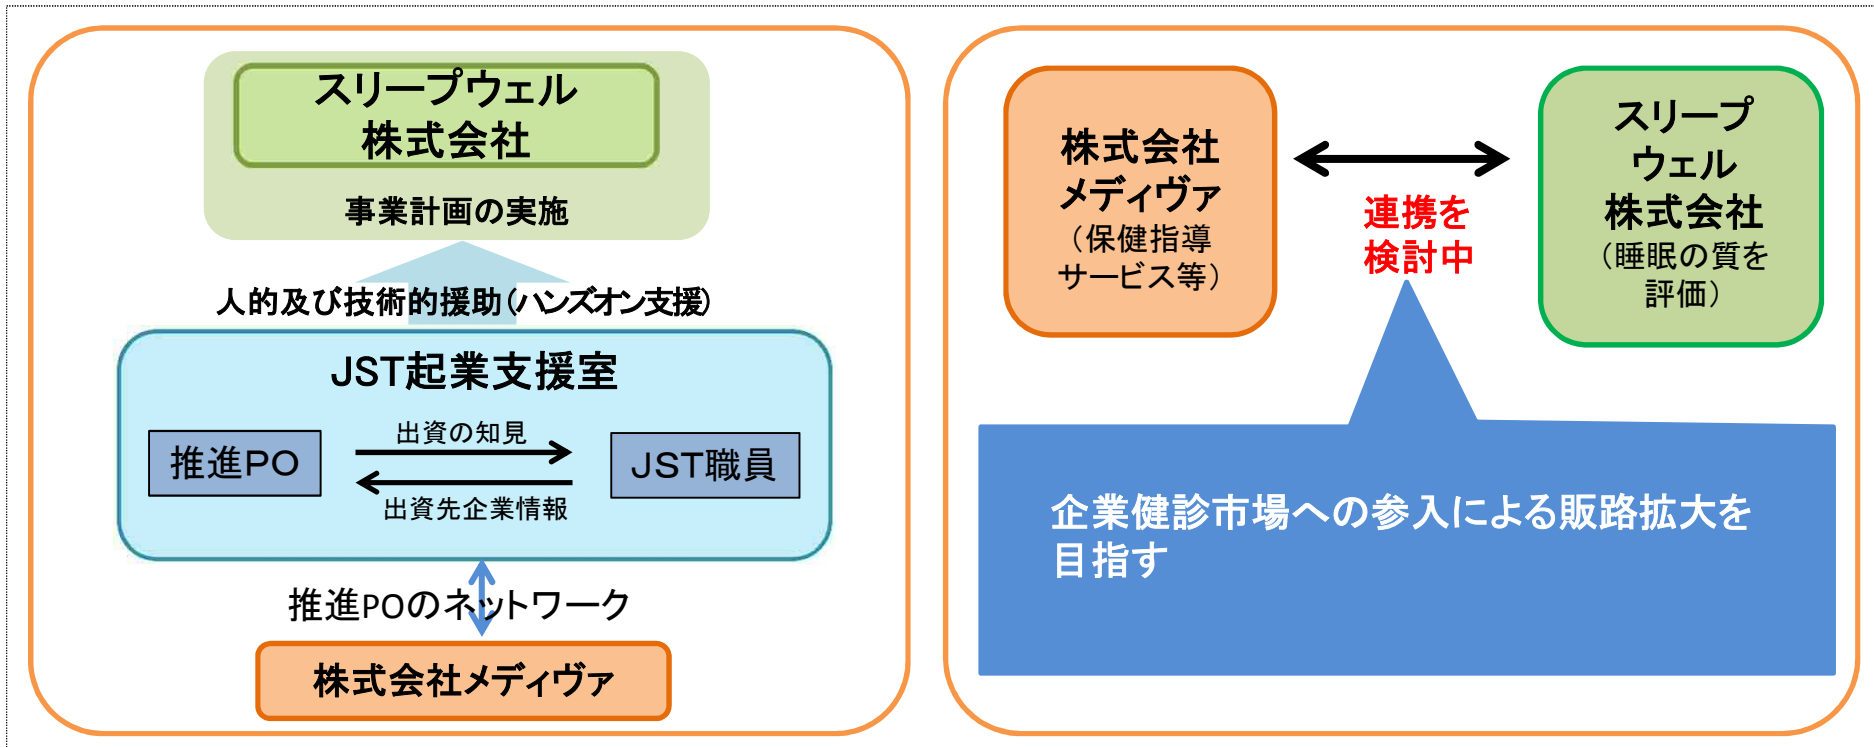 スリープウェル
株式会社
事業計画の実施
人的及び技術的援助(ハンズオン支援)
JST起業支援室
推進PO
出資の知見
出資先企業情報
JST職員
推進POのネットワーク
株式会社メディヴァ
株式会社
メディヴァ
（保健指導
サービス等）
連携を
検討中
スリープ
ウェル
株式会社
（睡眠の質を
評価）
企業健診市場への参入による販路拡大を
目指す